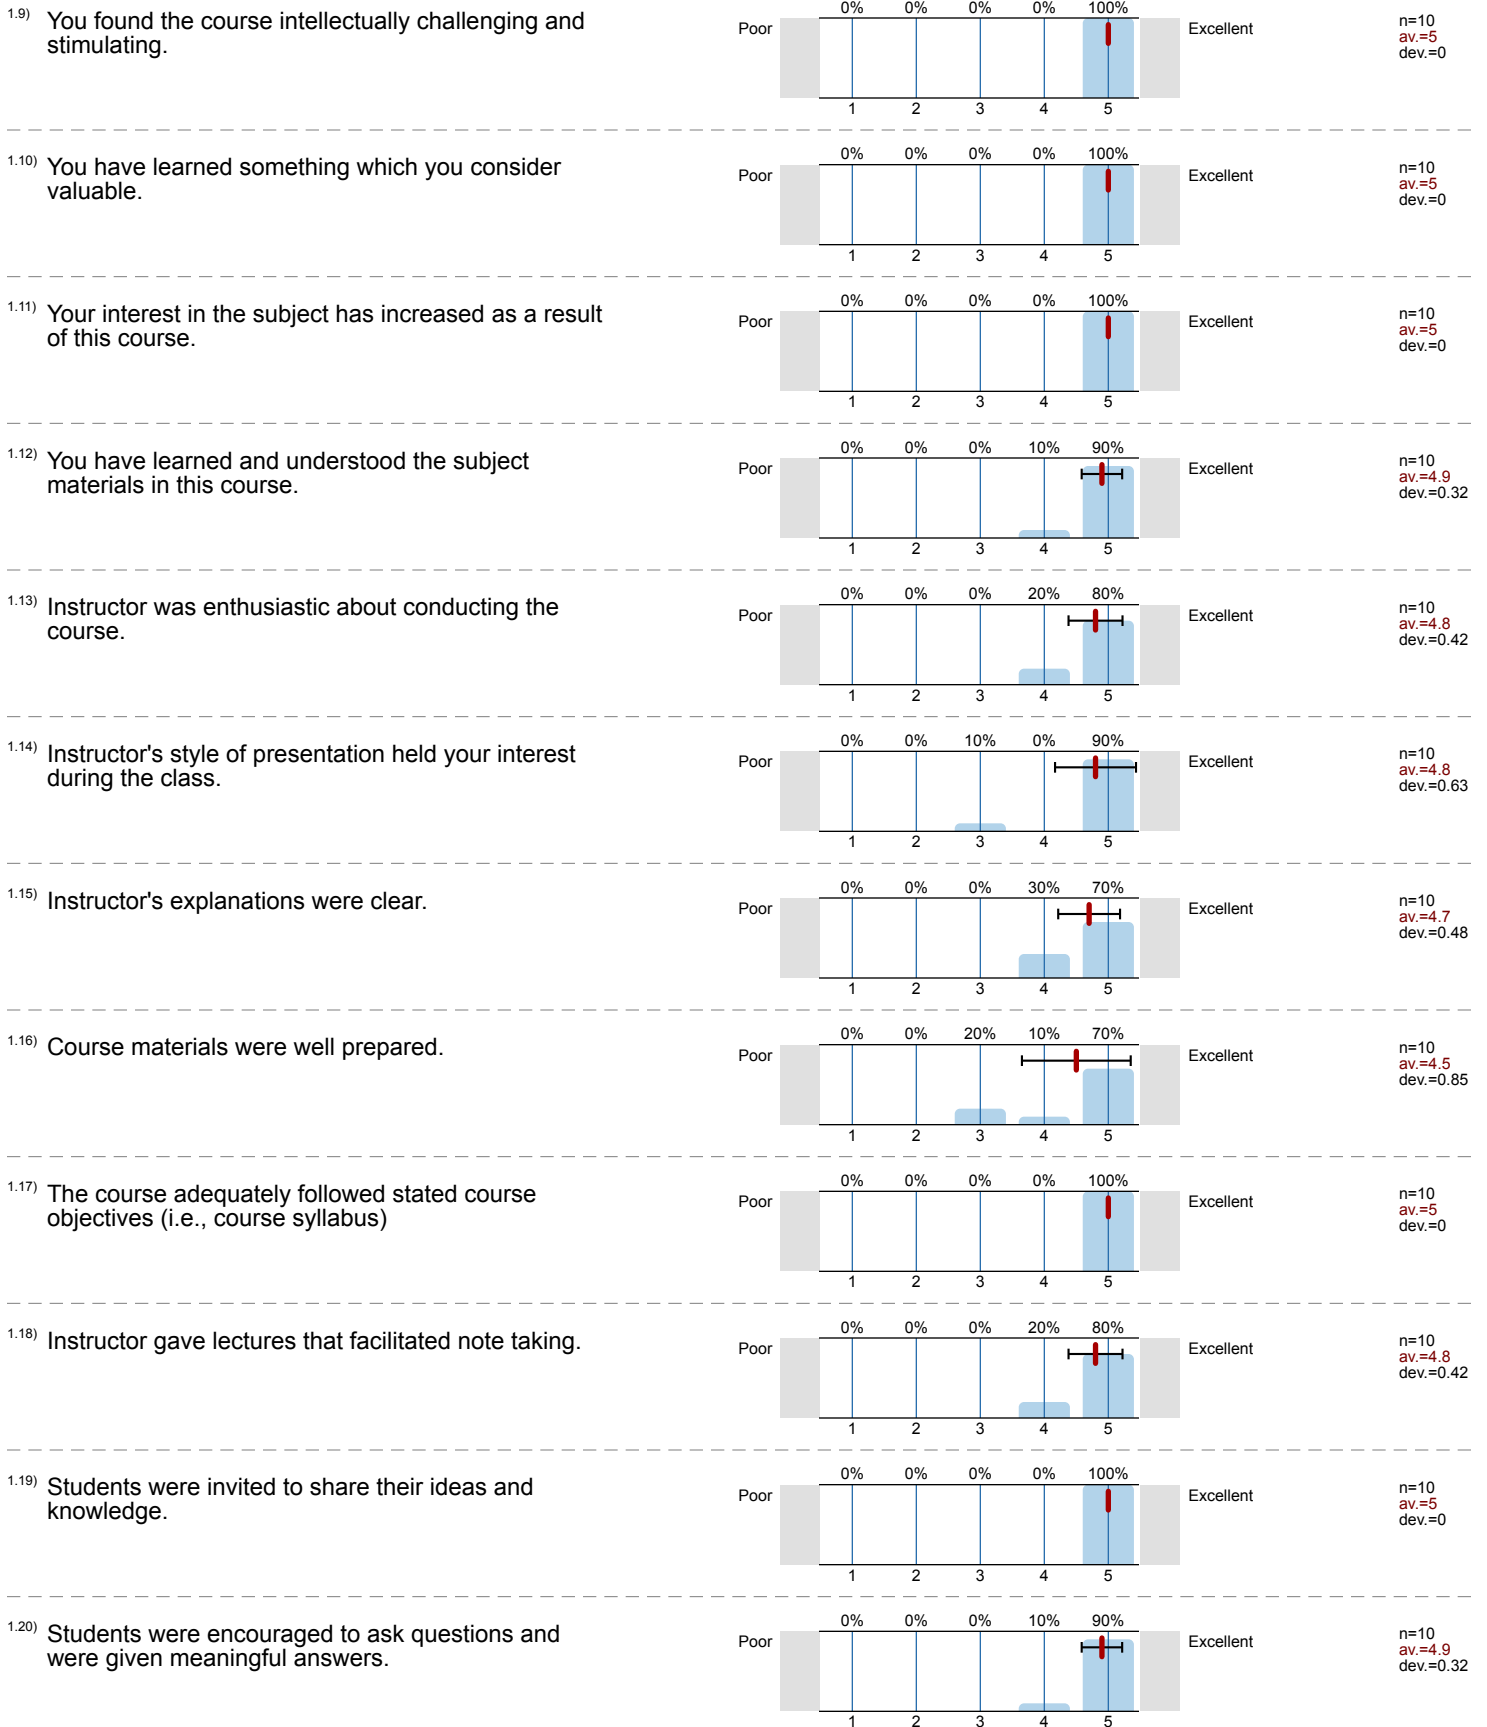 1.9) You found the course intellectually challenging and
stimulating.
0% 0% 0% 0% 100%
Poor Excellent
1 2 3 4 5
n=10
av.=5
dev.=0
1.10) You have learned something which you consider
valuable.
0% 0% 0% 0% 100%
Poor Excellent
1 2 3 4 5
n=10
av.=5
dev.=0
1.11) Your interest in the subject has increased as a result
of this course.
0% 0% 0% 0% 100%
Poor Excellent
1 2 3 4 5
n=10
av.=5
dev.=0
1.12) You have learned and understood the subject
materials in this course.
0% 0% 0% 10% 90%
Poor Excellent
1 2 3 4 5
n=10
av.=4.9
dev.=0.32
1.13) Instructor was enthusiastic about conducting the
course.
0% 0% 0% 20% 80%
Poor Excellent
1 2 3 4 5
n=10
av.=4.8
dev.=0.42
1.14) Instructor's style of presentation held your interest
during the class.
0% 0% 10% 0% 90%
Poor Excellent
1 2 3 4 5
n=10
av.=4.8
dev.=0.63
1.15) Instructor's explanations were clear.
0% 0% 0% 30% 70%
Poor Excellent
1 2 3 4 5
n=10
av.=4.7
dev.=0.48
1.16) Course materials were well prepared.
0% 0% 20% 10% 70%
Poor Excellent
1 2 3 4 5
n=10
av.=4.5
dev.=0.85
1.17) The course adequately followed stated course
objectives (i.e., course syllabus)
0% 0% 0% 0% 100%
Poor Excellent
1 2 3 4 5
n=10
av.=5
dev.=0
1.18) Instructor gave lectures that facilitated note taking.
0% 0% 0% 20% 80%
Poor Excellent
1 2 3 4 5
n=10
av.=4.8
dev.=0.42
1.19) Students were invited to share their ideas and
knowledge.
0% 0% 0% 0% 100%
Poor Excellent
1 2 3 4 5
n=10
av.=5
dev.=0
1.20) Students were encouraged to ask questions and
were given meaningful answers.
0% 0% 0% 10% 90%
Poor Excellent
1 2 3 4 5
n=10
av.=4.9
dev.=0.32